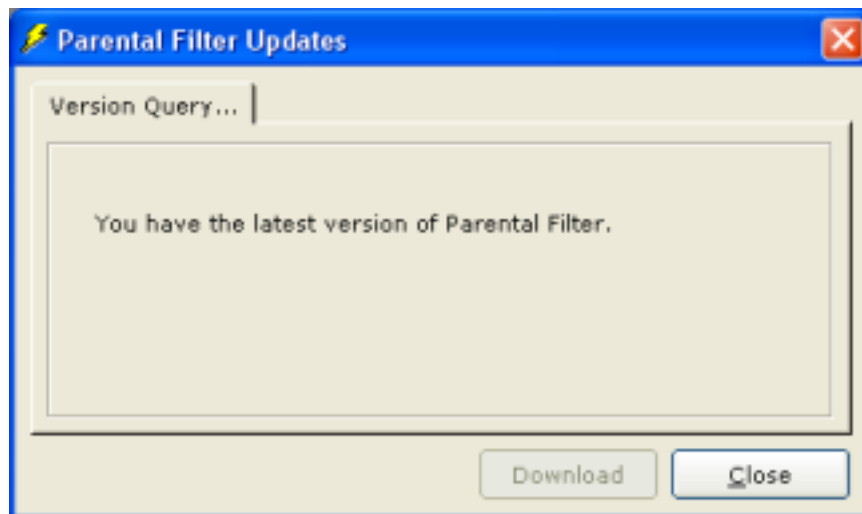 Parental Filter Updates
Version Query...
You have the latest version of Parental Filter.
Download
Close